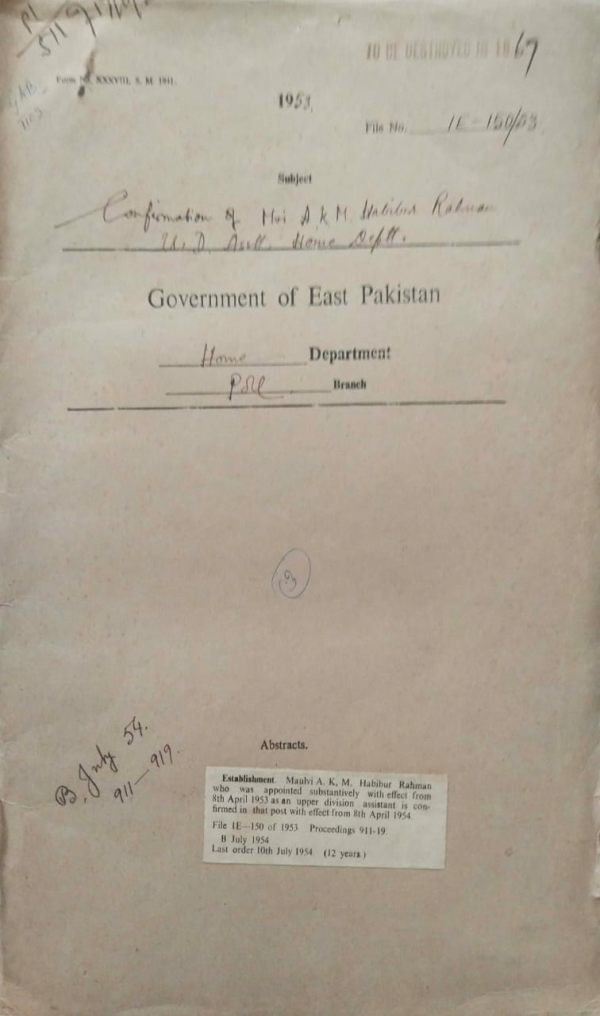 TO BE DESTROYED IN 1967
Form No. XXXVIII, S. M. 1911.
1953.
File No. 1E-150/53
Subject
Confirmation of Mvi A K M Habibur Rahman
U. D. Asstt. Home Deptt.
Government of East Pakistan
Home Department
Poll Branch
3
B. July 54.
911-919.
Abstracts.
Establishment. Maulvi A. K. M. Habibur Rahman
who was appointed substantively with effect from
8th April 1953 as an upper division assistant is con-
firmed in that post with effect from 8th April 1954
File 1E—150 of 1953 Proceedings 911-19.
B July 1954
Last order 10th July 1954 (12 years)